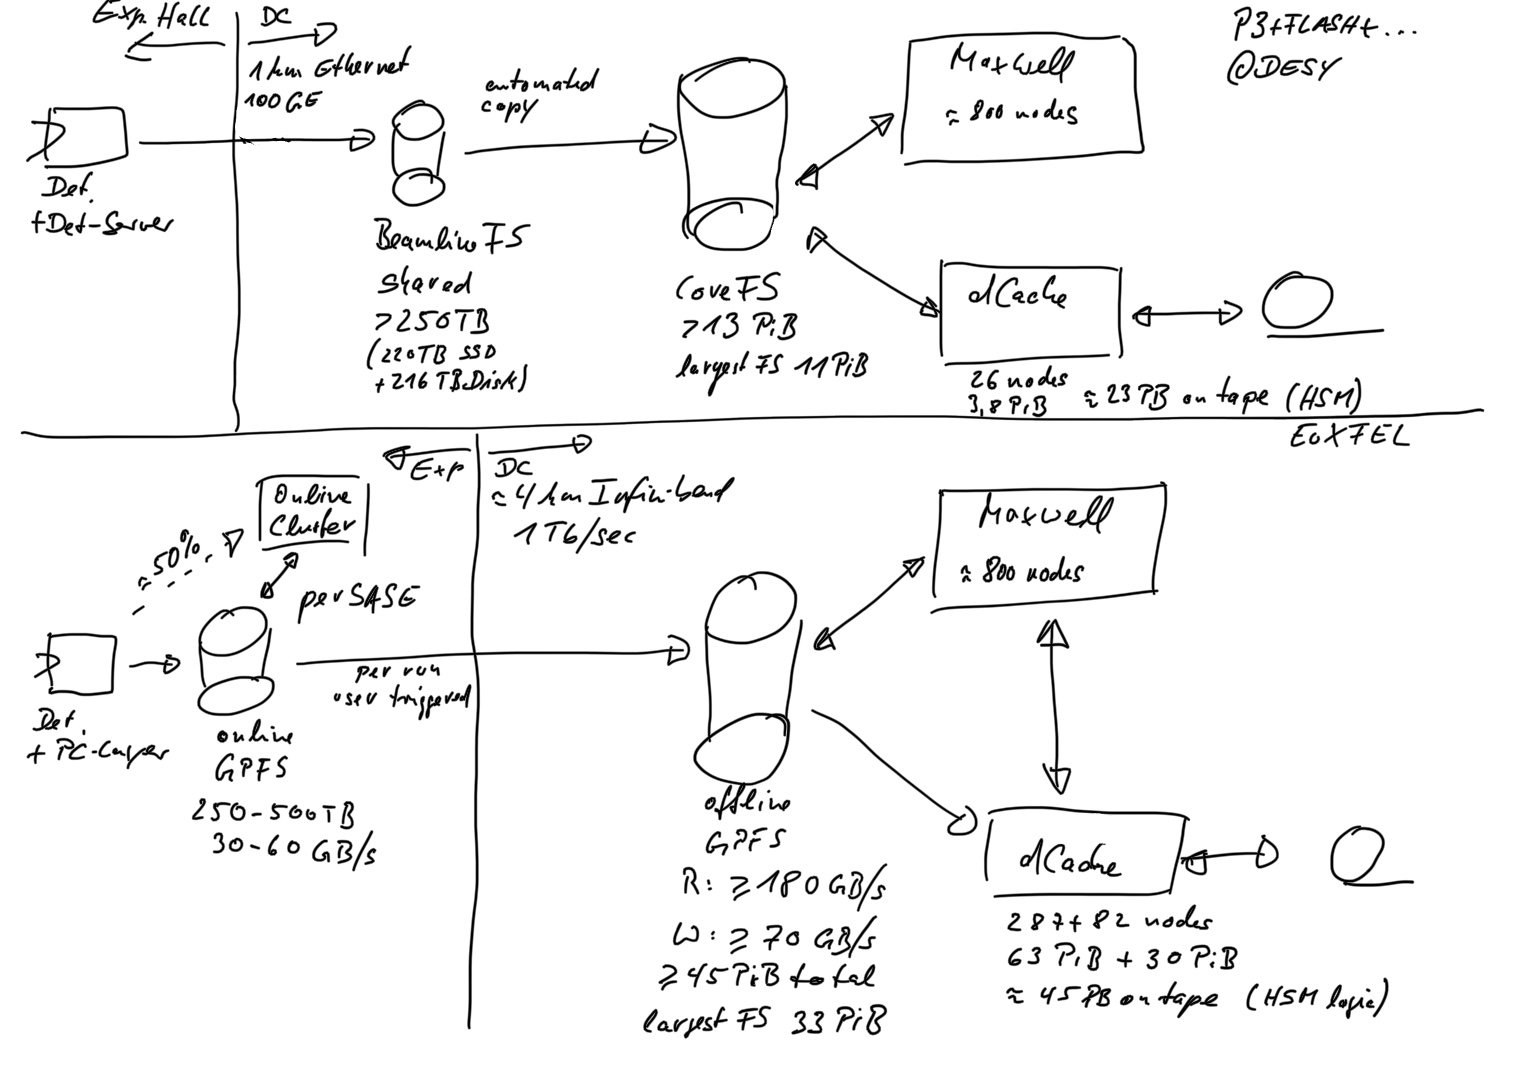 Exp. Hall
DC
P3+FLASH+...
@DESY
1 km Ethernet
100 GE
automated
copy
Maxwell
≈ 800 nodes
Det.
+Det-Server
Beamline FS
shared
>250TB
(220TB SSD
+216 TB Disk)
Core FS
>13 PiB
largest FS 11 PiB
dCache
26 nodes
3,8 PiB
≈ 23 PB on tape (HSM)
EuXFEL
Exp
DC
≈ 4 km Infiniband
1 Tb/sec
Online
Cluster
≈ 50%
per SASE
per run
user triggered
Det.
+ PC-Layer
online
GPFS
250-500TB
30-60 GB/s
Maxwell
≈ 800 nodes
offline
GPFS
R: ≥180 GB/s
W: ≥ 70 GB/s
≥45 PiB total
largest FS 33 PiB
dCache
287+82 nodes
63 PiB + 30 PiB
≈ 45 PB on tape (HSM logic)